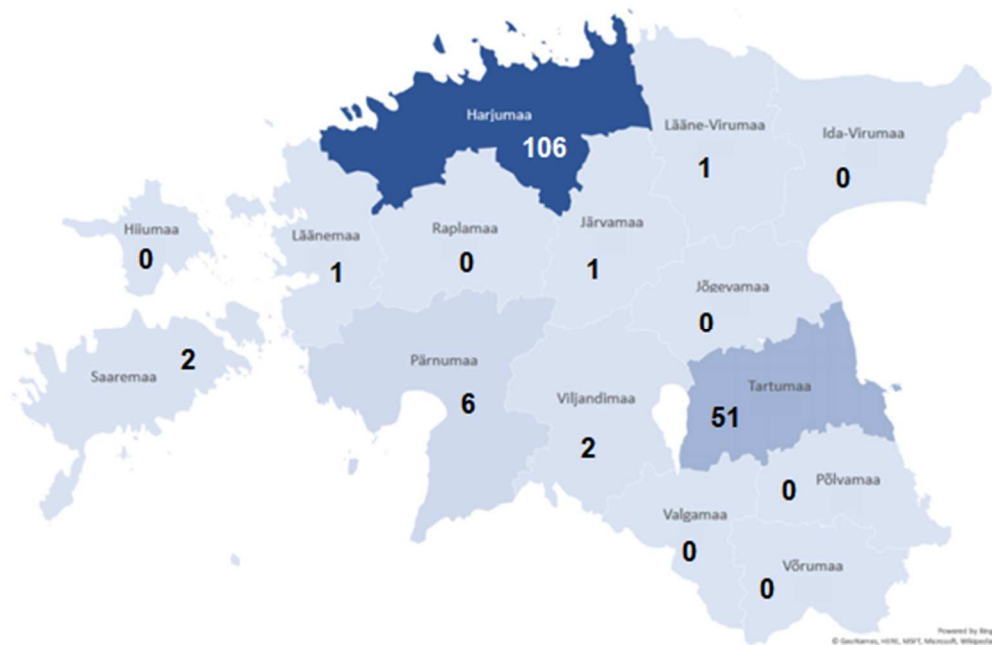 Harjumaa
106
Lääne-Virumaa
1
Ida-Virumaa
0
Hiiumaa
0
Läänemaa
1
Raplamaa
0
Järvamaa
1
Jõgevamaa
0
Saaremaa
2
Pärnumaa
6
Viljandimaa
2
Tartumaa
51
Põlvamaa
0
Valgamaa
0
Võrumaa
0
Powered by Bing
© GeoNames, HERE, MSFT, Microsoft, Wikipedia